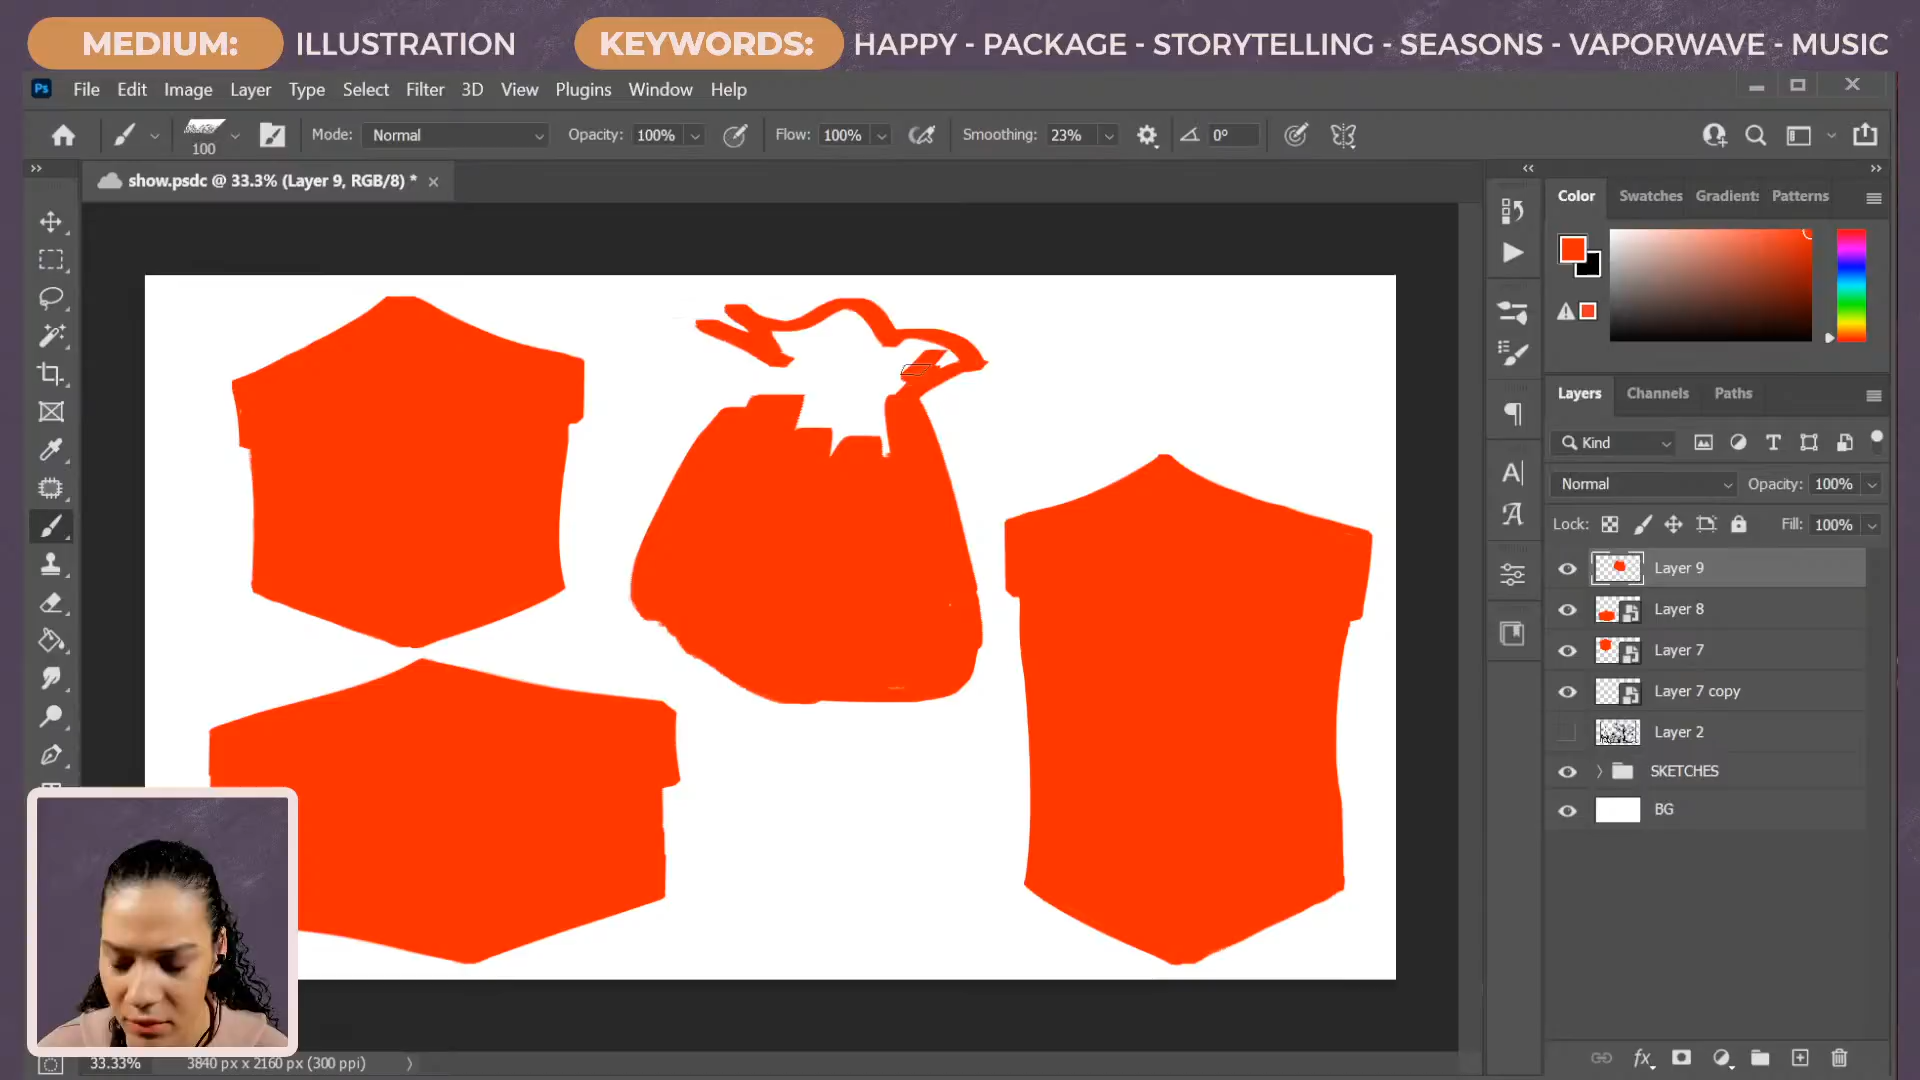 MEDIUM: ILLUSTRATION KEYWORDS: HAPPY - PACKAGE - STORYTELLING - SEASONS - VAPORWAVE - MUSIC
Ps File Edit Image Layer Type Select Filter 3D View Plugins Window Help
100 Mode: Normal Opacity: 100% Flow: 100% Smoothing: 23% 0°
show.psdc @ 33.3% (Layer 9, RGB/8) *
Color Swatches Gradients Patterns
Layers Channels Paths
Kind
Normal Opacity: 100%
Lock: Fill: 100%
Layer 9
Layer 8
Layer 7
Layer 7 copy
Layer 2
SKETCHES
BG
33.33% 3840 px x 2160 px (300 ppi)
fx